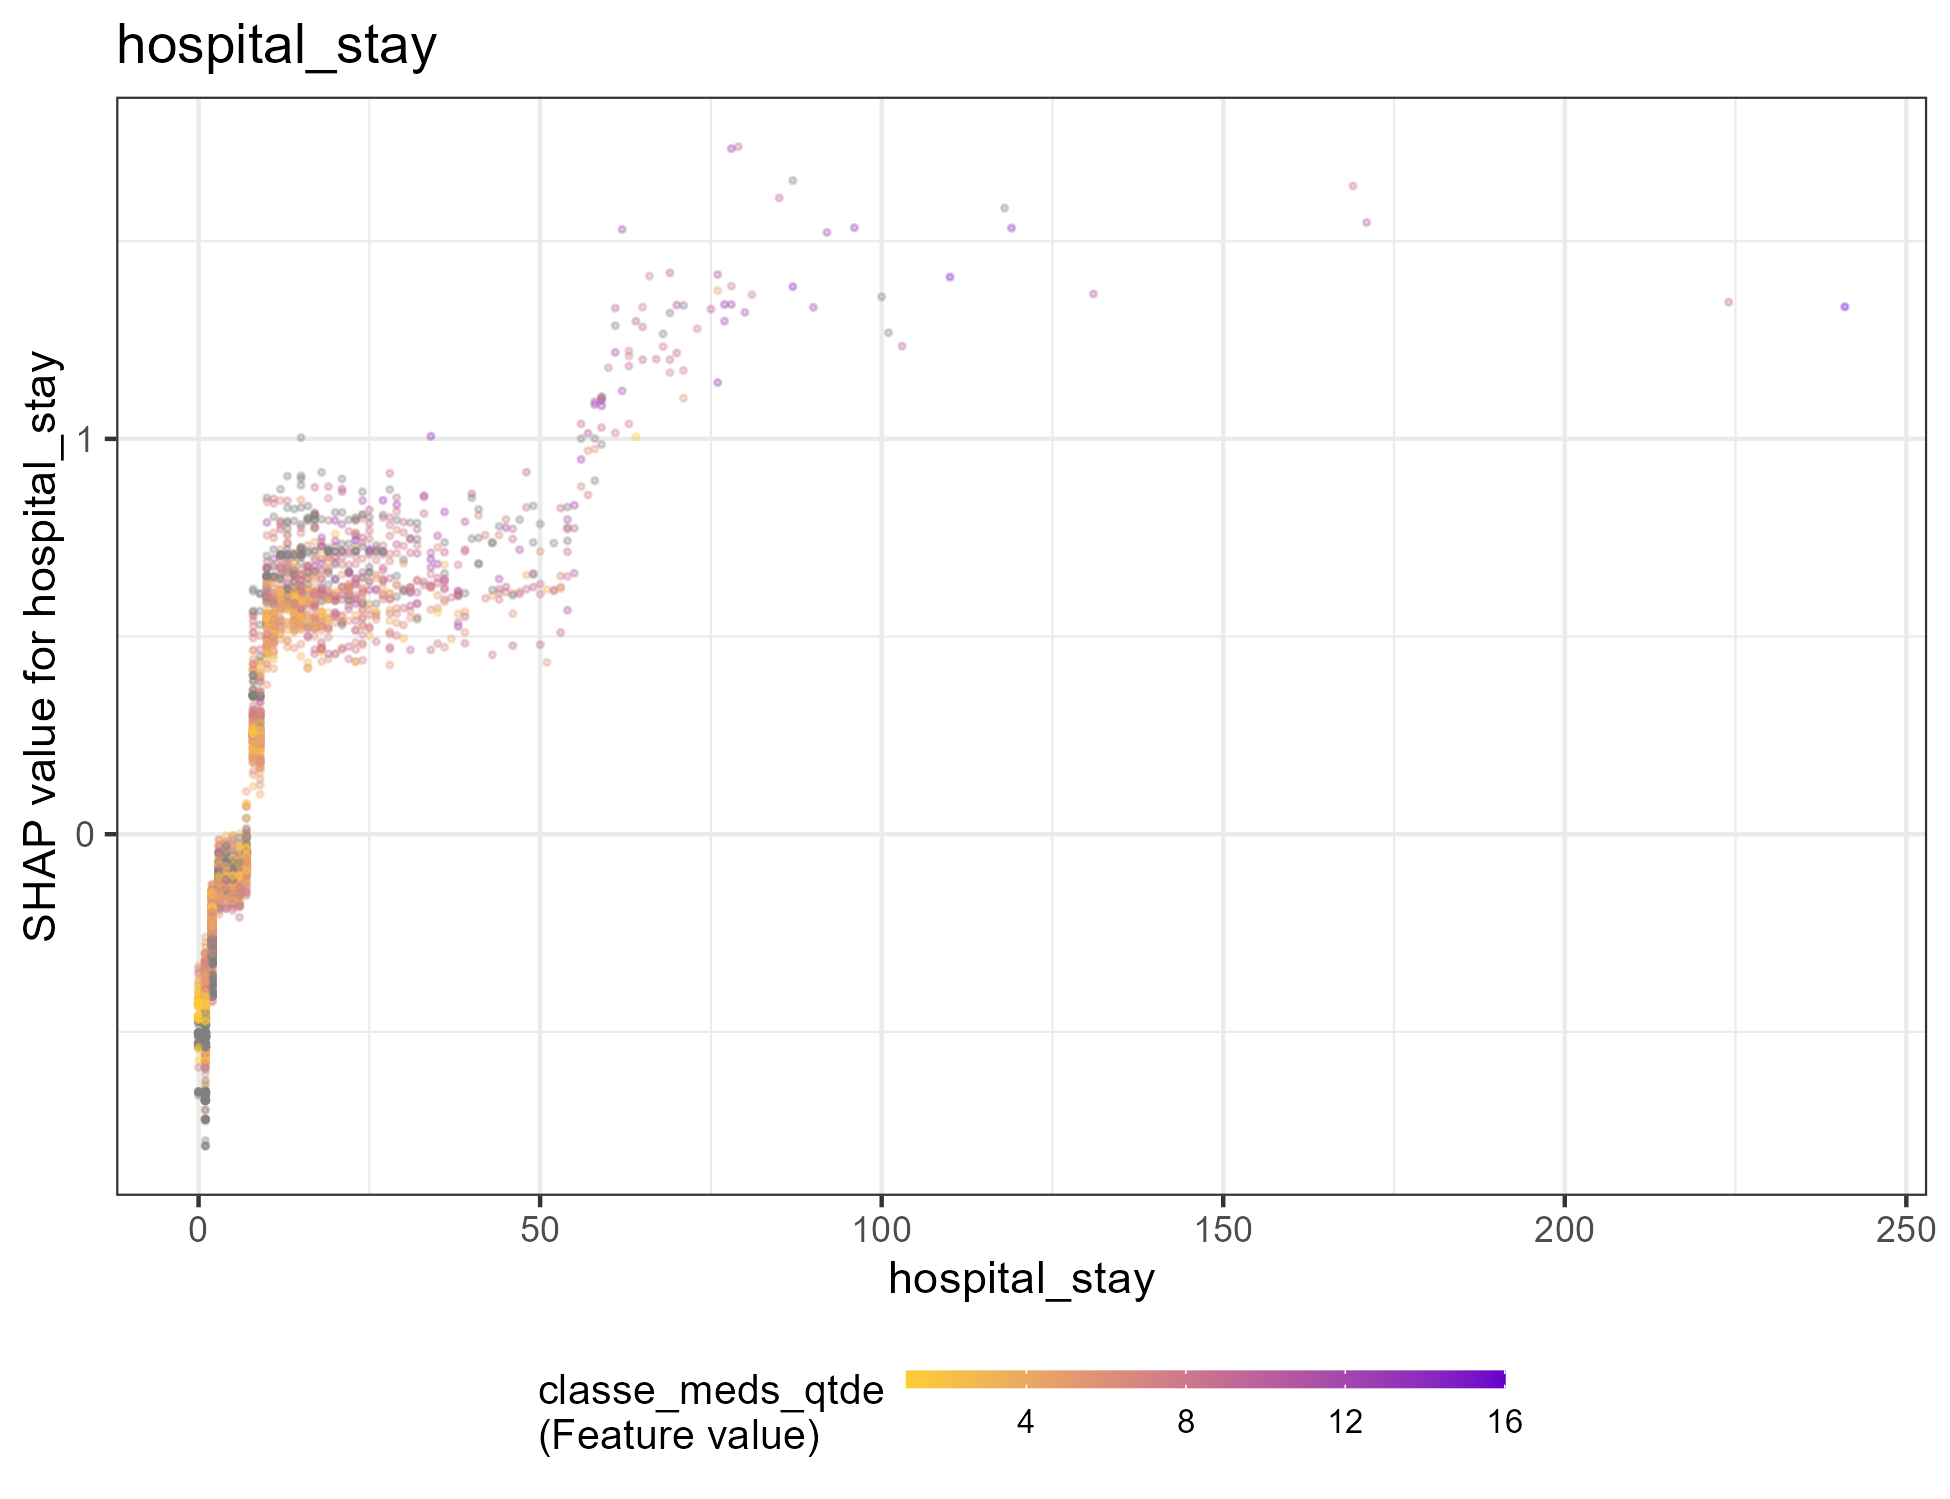 hospital_stay
SHAP value for hospital_stay
1
0
0 50 100 150 200 250
hospital_stay
classe_meds_qtde
(Feature value)
4 8 12 16